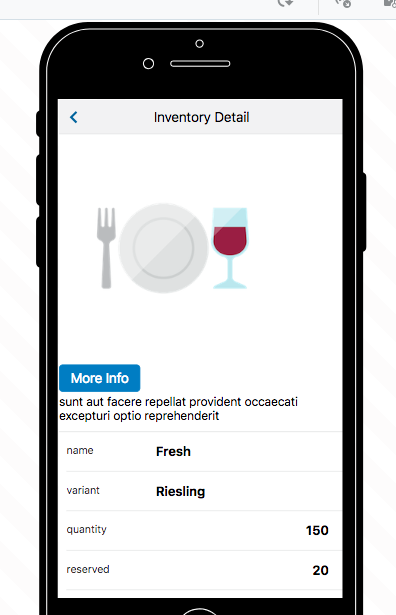 Inventory Detail
More Info
sunt aut facere repellat provident occaecati
excepturi optio reprehenderit
name Fresh
variant Riesling
quantity 150
reserved 20